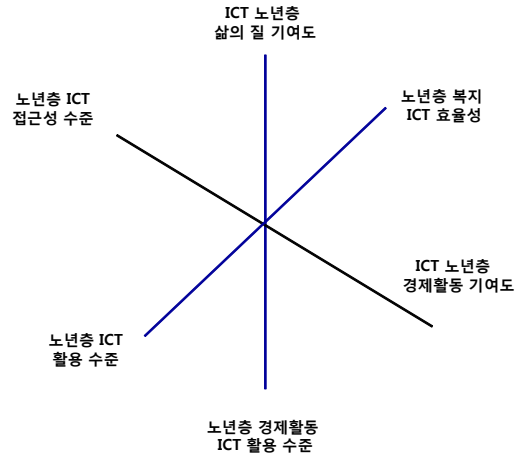 ICT 노년층
삶의 질 기여도
노년층 복지
ICT 효율성
노년층 ICT
접근성 수준
ICT 노년층
경제활동 기여도
노년층 ICT
활용 수준
노년층 경제활동
ICT 활용 수준